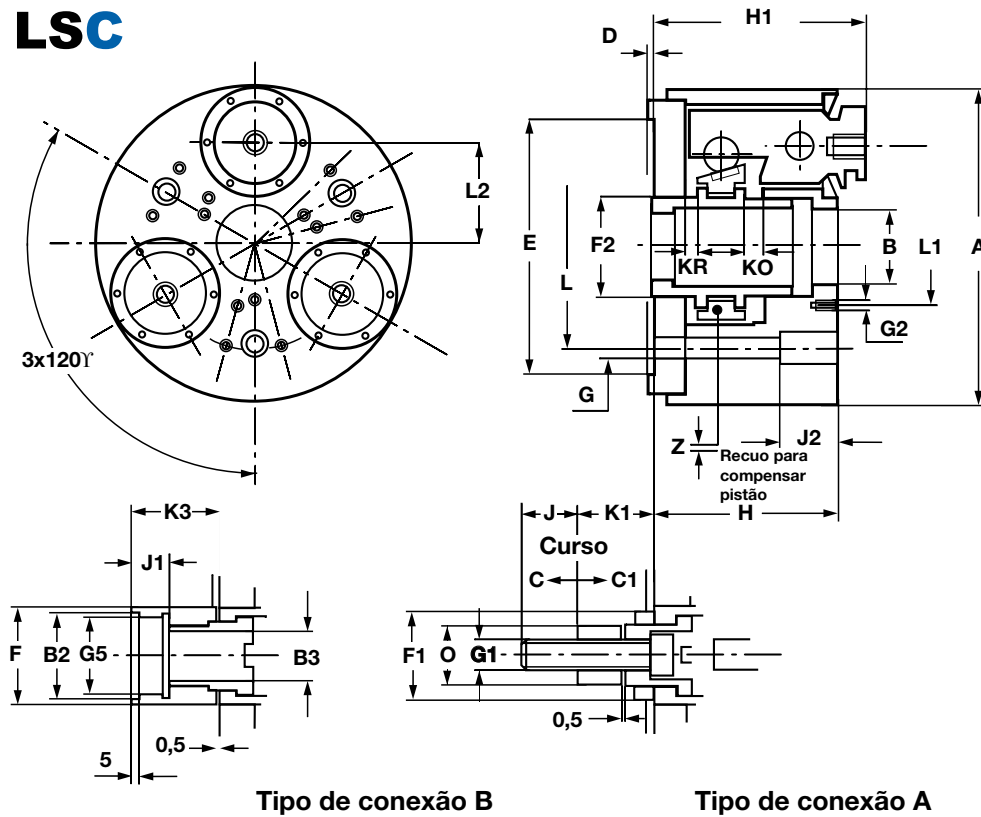 LSC
H1
D
L2
E
F2
L
KR
KO
B
L1
A
G2
3x120ϒ
G
Z
J2
Recuo para
compensar
pistão
K3
J
K1
H
J1
Curso
C
C1
F
B2
G5
B3
F1
O
G1
0,5
0,5
5
Tipo de conexão B
Tipo de conexão A